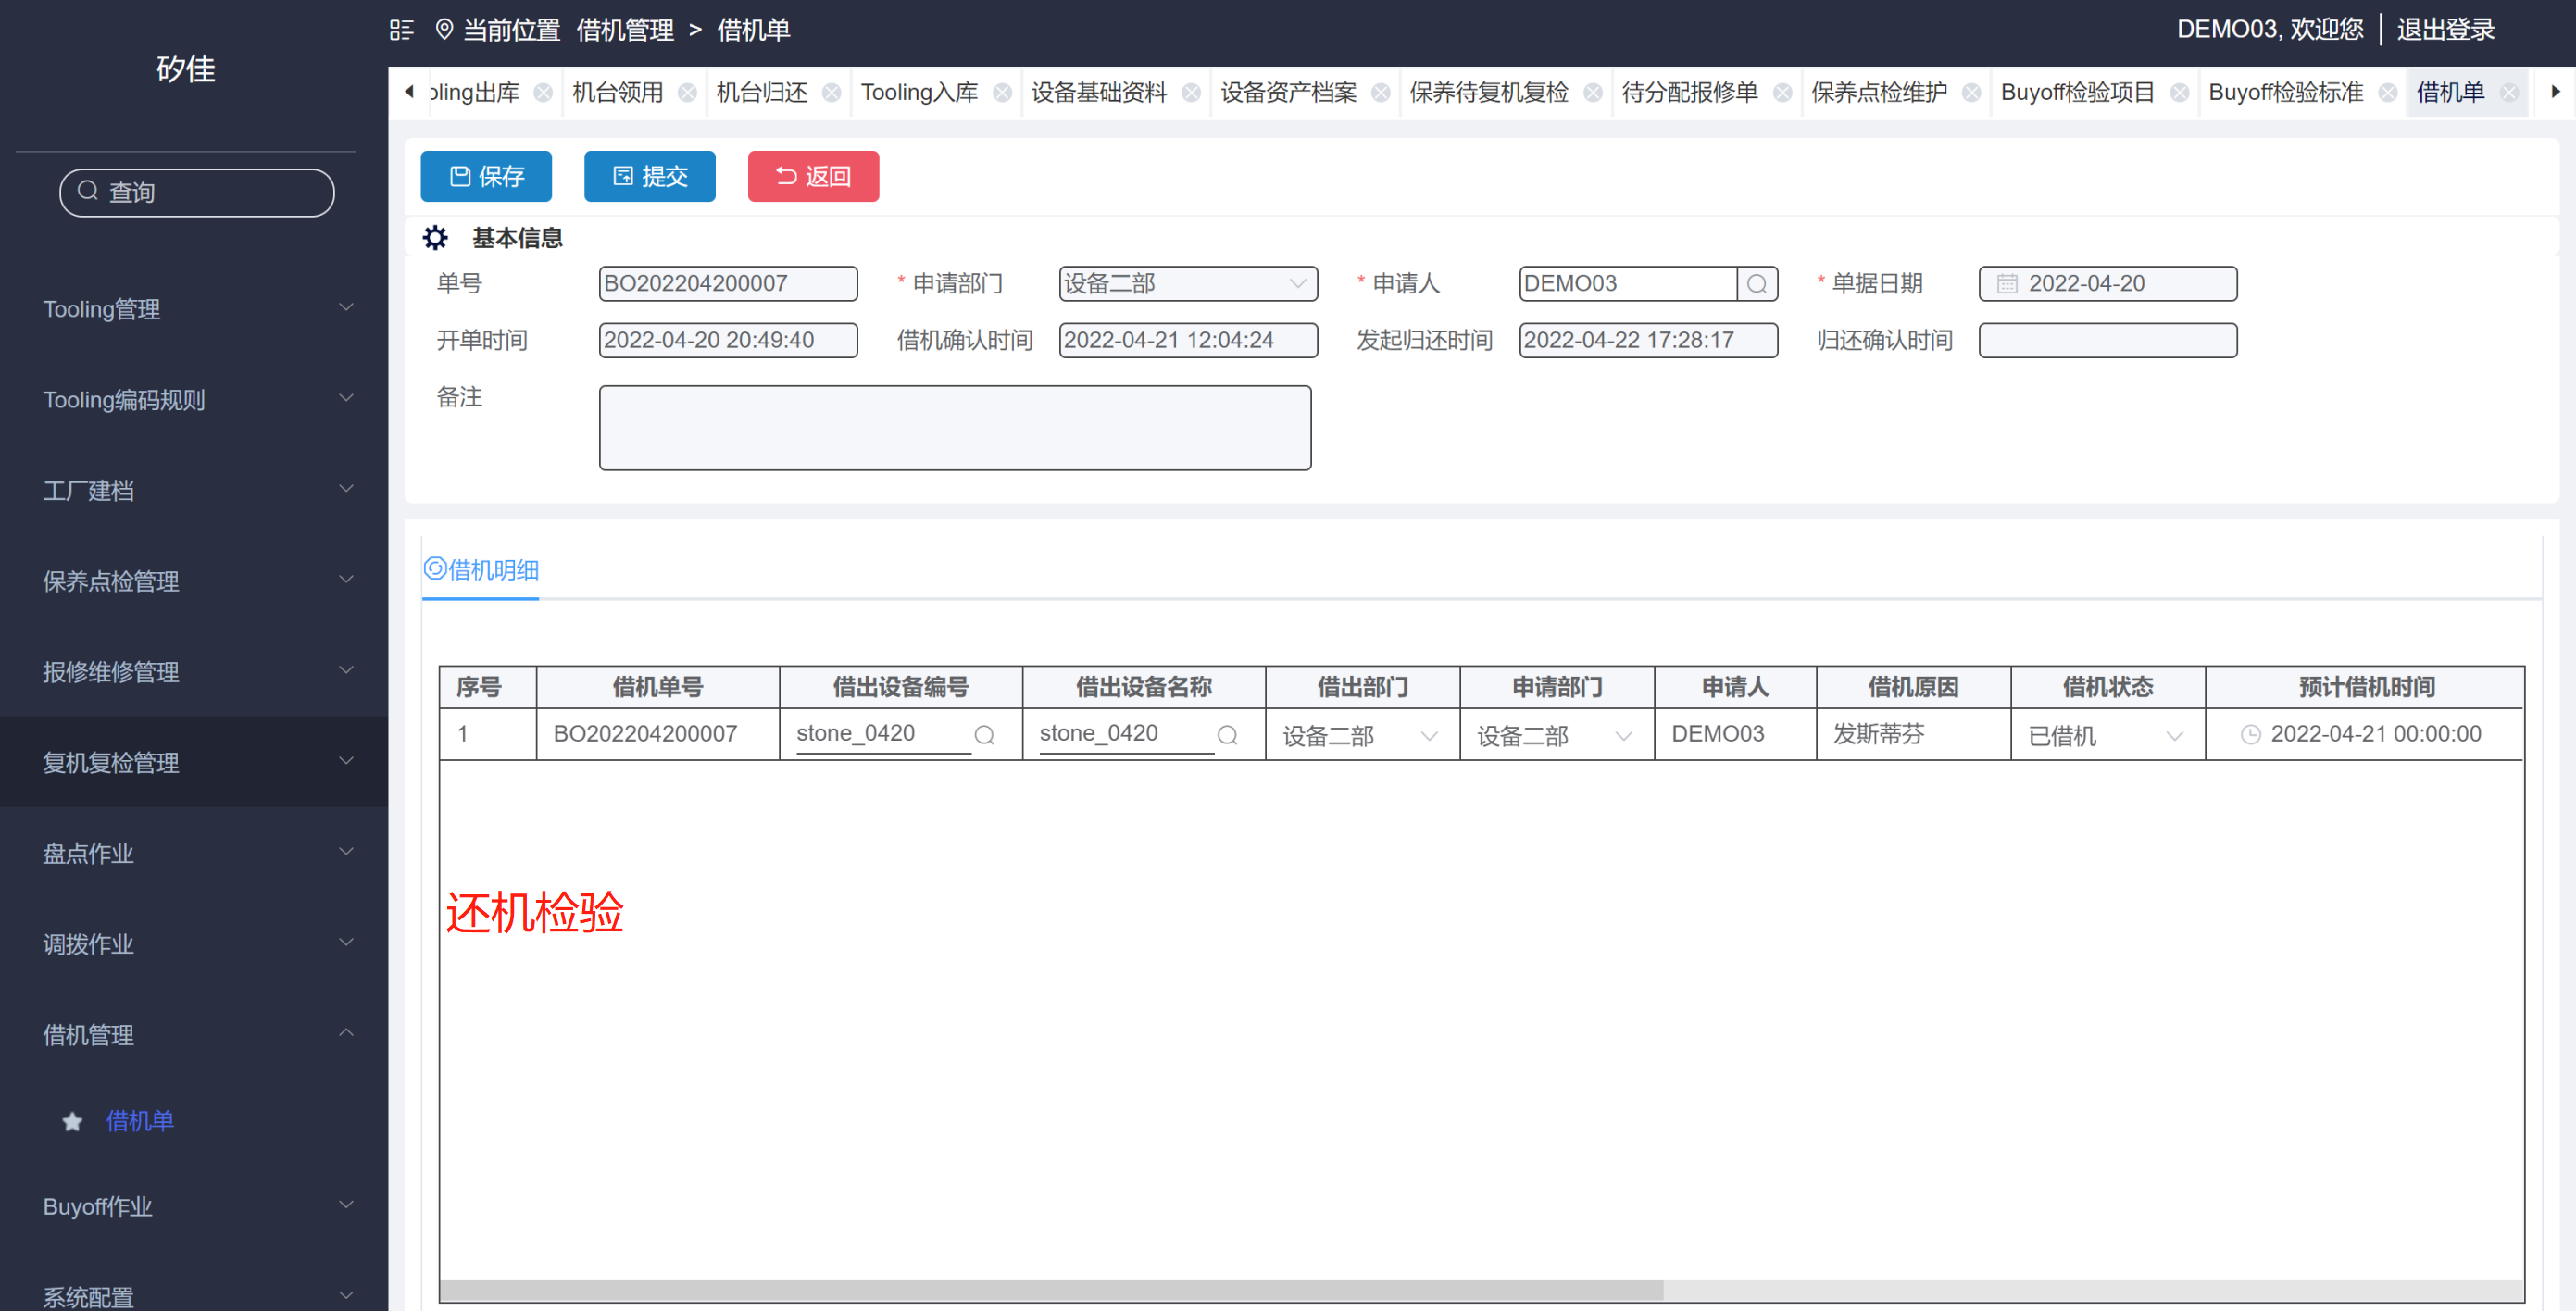 矽佳
当前位置 借机管理 > 借机单
DEMO03, 欢迎您 退出登录
查询
oling出库 机台领用 机台归还 Tooling入库 设备基础资料 设备资产档案 保养待复机复检 待分配报修单 保养点检维护 Buyoff检验项目 Buyoff检验标准 借机单
保存 提交 返回
基本信息
单号 BO202204200007 * 申请部门 设备二部 * 申请人 DEMO03 * 单据日期 2022-04-20
开单时间 2022-04-20 20:49:40 借机确认时间 2022-04-21 12:04:24 发起归还时间 2022-04-22 17:28:17 归还确认时间
备注
Tooling管理
Tooling编码规则
工厂建档
保养点检管理
报修维修管理
复机复检管理
盘点作业
调拨作业
借机管理
借机单
Buyoff作业
系统配置
借机明细
序号 借机单号 借出设备编号 借出设备名称 借出部门 申请部门 申请人 借机原因 借机状态 预计借机时间
1 BO202204200007 stone_0420 stone_0420 设备二部 设备二部 DEMO03 发斯蒂芬 已借机 2022-04-21 00:00:00
还机检验